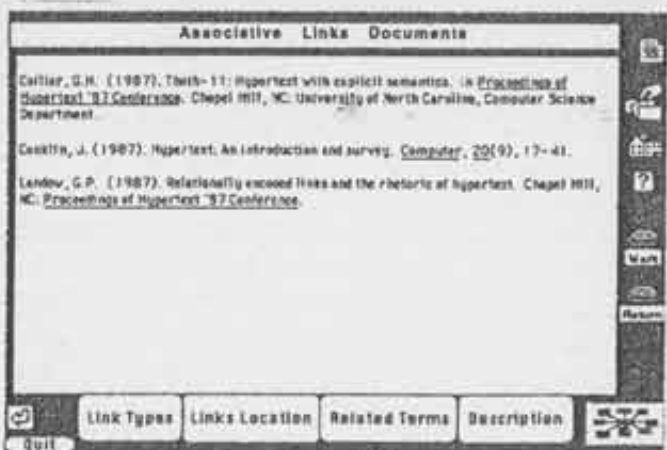 Associative Links Documents
Collier, G.H. (1987). Thoth-11: Hypertext with explicit semantics. In Proceedings of
Hypertext '87 Conference. Chapel Hill, NC: University of North Carolina, Computer Science
Department.
Conklin, J. (1987). Hypertext: An introduction and survey. Computer, 20(9), 17-41.
Landow, G.P. (1987). Relationally encoded links and the rhetoric of hypertext. Chapel Hill,
NC: Proceedings of Hypertext '87 Conference.
?
Mark
Return
Link Types
Links Location
Related Terms
Description
Quit